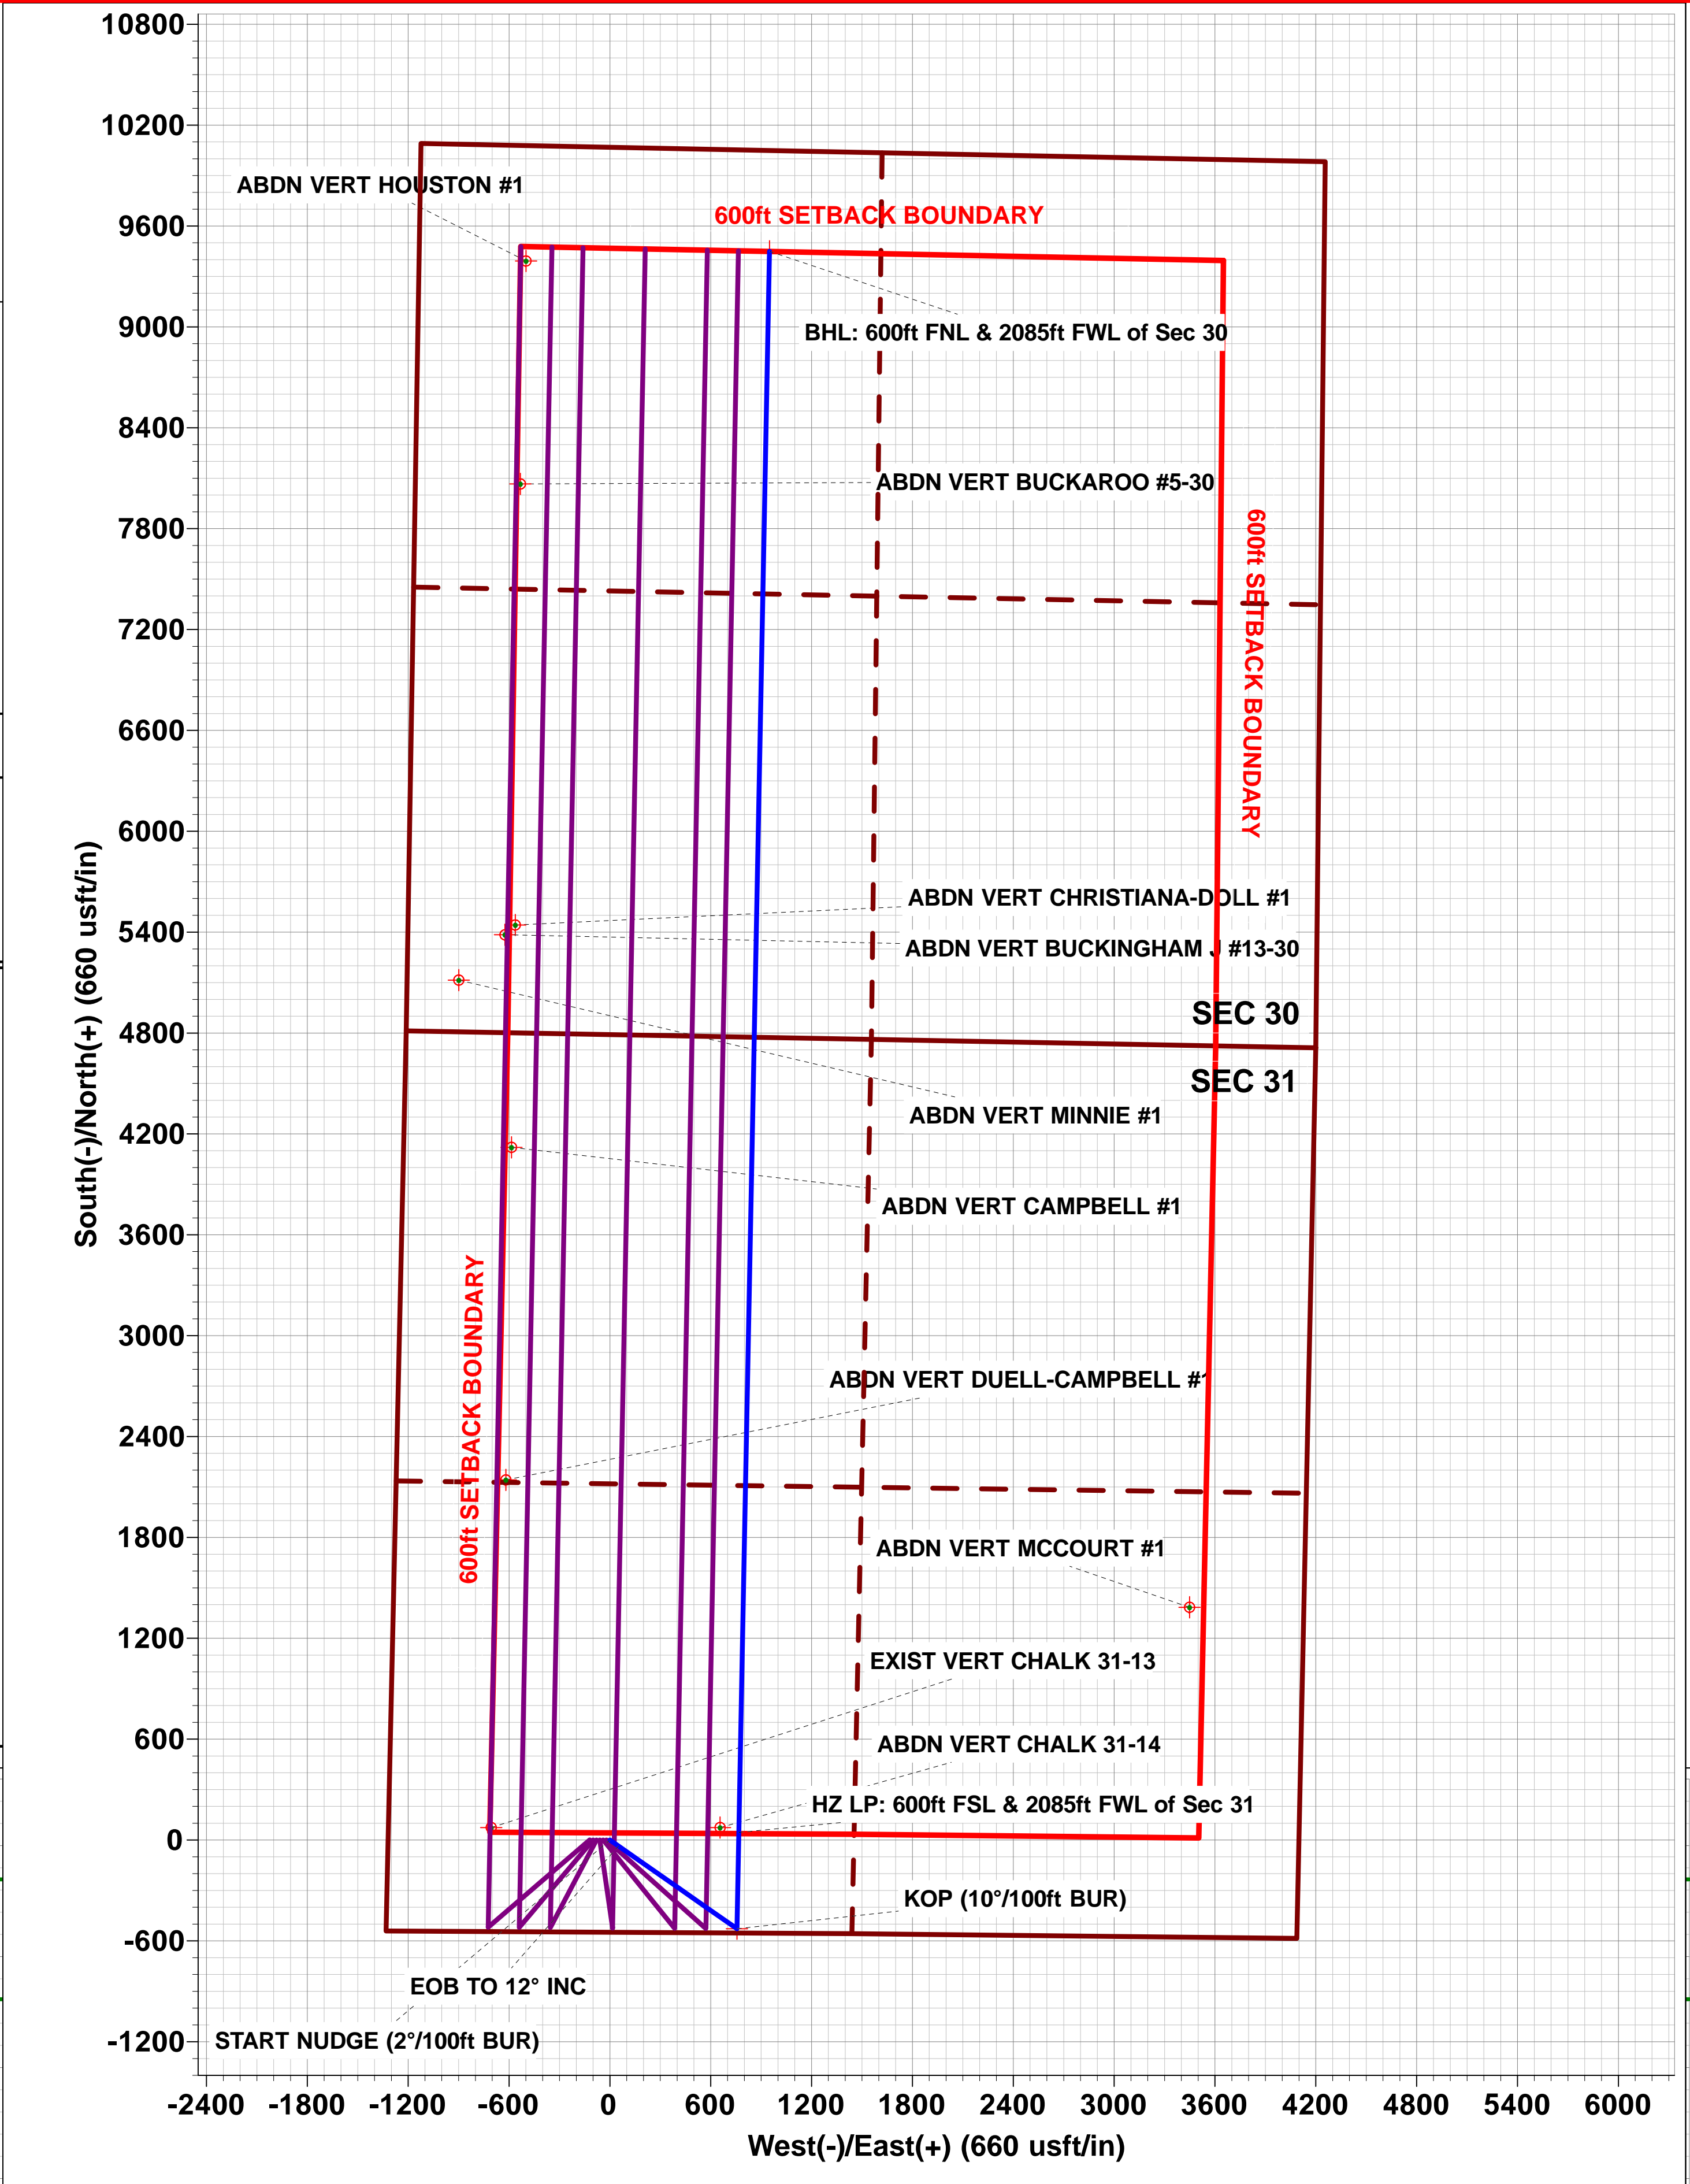 10800
10200
ABDN VERT HOUSTON #1
600ft SETBACK BOUNDARY
9600
BHL: 600ft FNL & 2085ft FWL of Sec 30
9000
8400
ABDN VERT BUCKAROO #5-30
7800
600ft SETBACK BOUNDARY
7200
6600
6000
ABDN VERT CHRISTIANA-DOLL #1
5400
ABDN VERT BUCKINGHAM J #13-30
SEC 30
4800
SEC 31
ABDN VERT MINNIE #1
4200
ABDN VERT CAMPBELL #1
3600
South(-)/North(+) (660 usft/in)
600ft SETBACK BOUNDARY
3000
ABDN VERT DUELL-CAMPBELL #1
2400
1800
ABDN VERT MCCOURT #1
1200
EXIST VERT CHALK 31-13
600
ABDN VERT CHALK 31-14
HZ LP: 600ft FSL & 2085ft FWL of Sec 31
0
KOP (10°/100ft BUR)
-600
EOB TO 12° INC
START NUDGE (2°/100ft BUR)
-1200
-2400 -1800 -1200 -600 0 600 1200 1800 2400 3000 3600 4200 4800 5400 6000
West(-)/East(+) (660 usft/in)